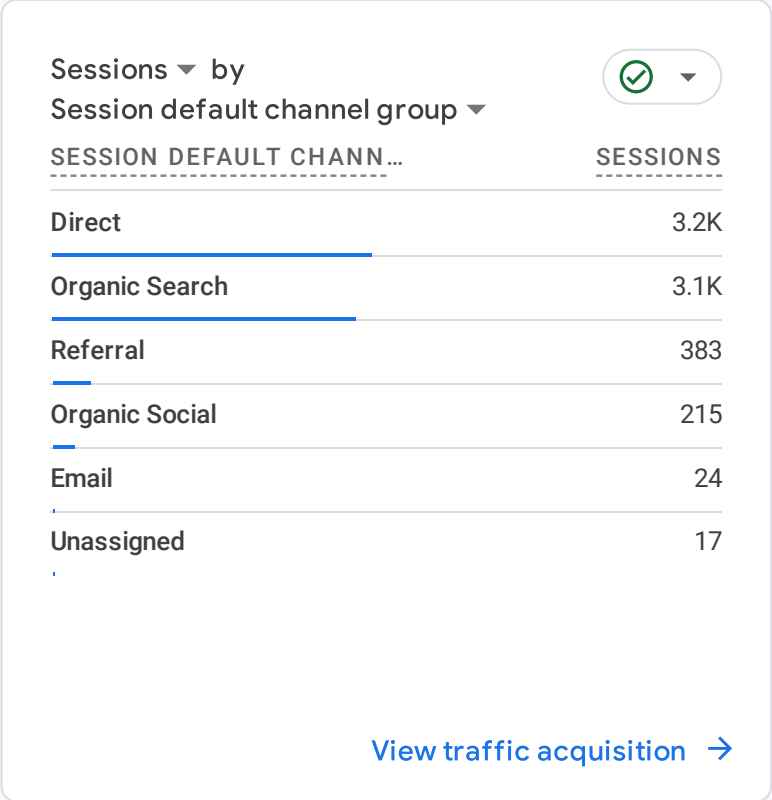 Sessions by
Session default channel group
SESSION DEFAULT CHANN… SESSIONS
Direct 3.2K
Organic Search 3.1K
Referral 383
Organic Social 215
Email 24
Unassigned 17
View traffic acquisition